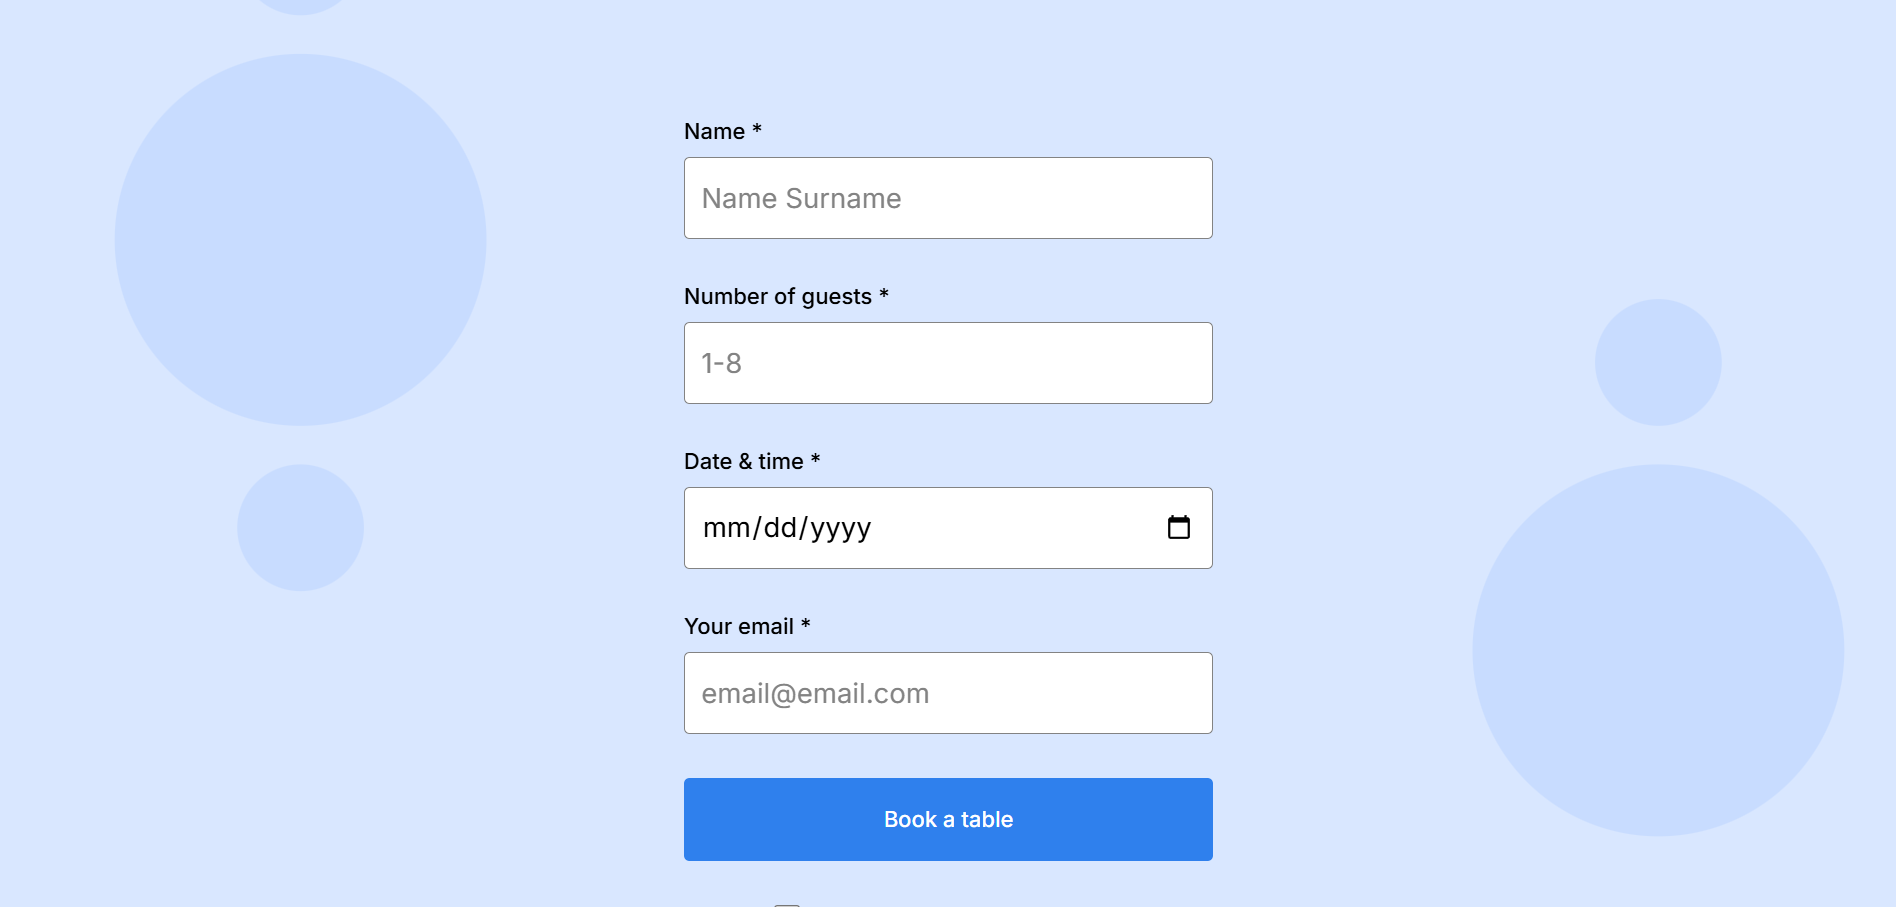 Name *
Name Surname
Number of guests *
1-8
Date & time *
mm/dd/yyyy
Your email *
email@email.com
Book a table